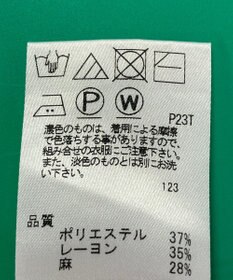 P
W
P23T
濃色のものは、着用による摩擦
で色落ちする事がありますので、
組み合せの衣服にご注意下さい。
また、淡色のものとは別にお洗
い下さい。
123
品質
ポリエステル 37%
レーヨン 35%
麻 28%